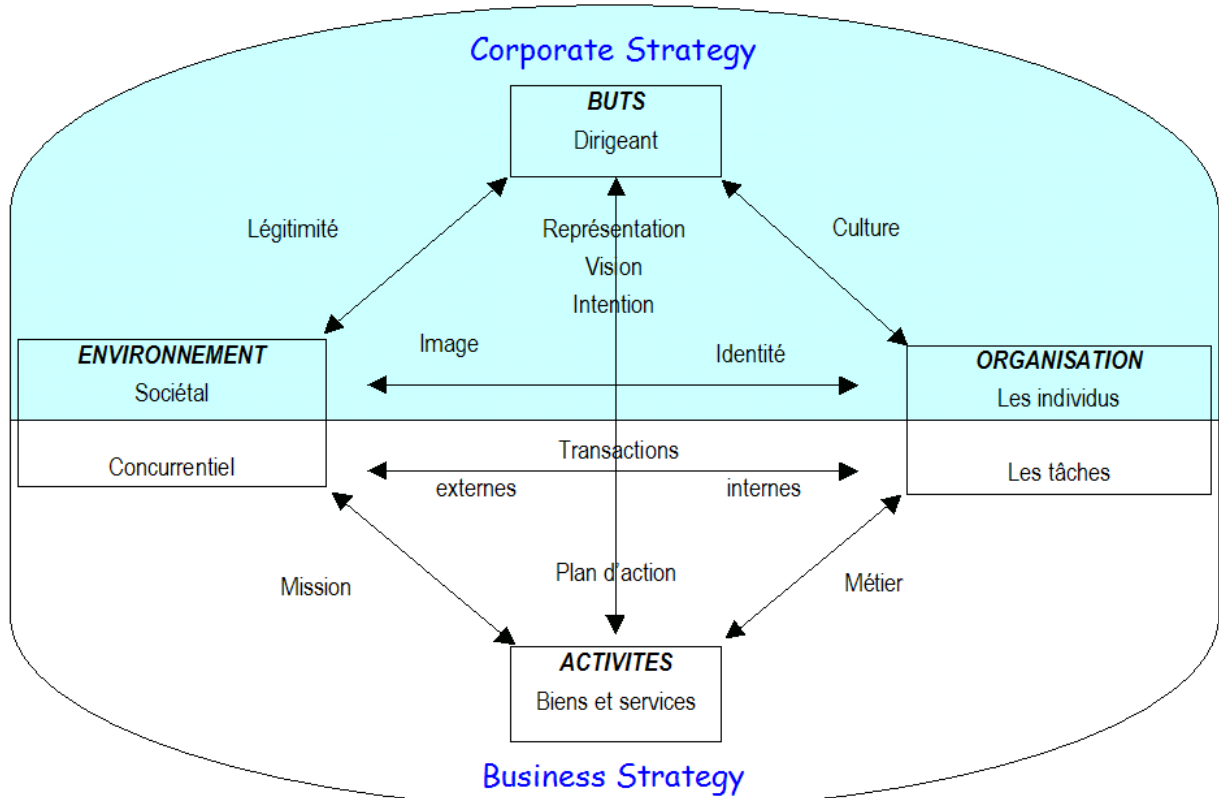 Corporate Strategy
BUTS
Dirigeant
Légitimité
Représentation
Culture
Vision
Intention
Image
Identité
ENVIRONNEMENT
Sociétal
ORGANISATION
Les individus
Concurrentiel
Transactions
Les tâches
externes
internes
Mission
Plan d'action
Métier
ACTIVITES
Biens et services
Business Strategy